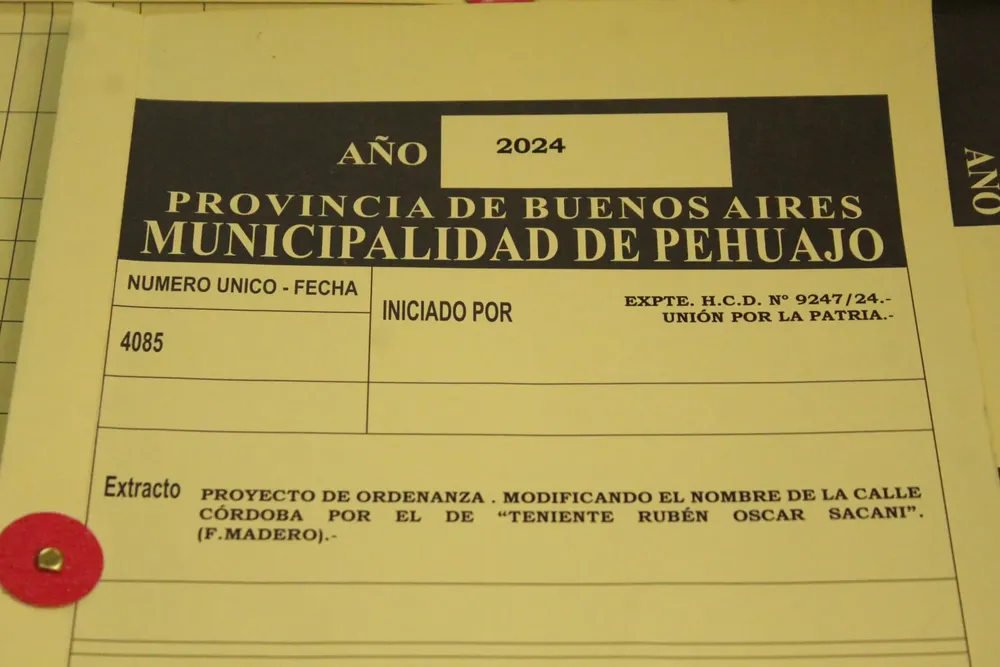 AÑO 2024
PROVINCIA DE BUENOS AIRES
MUNICIPALIDAD DE PEHUAJO
NUMERO UNICO - FECHA
4085
INICIADO POR
EXPTE. H.C.D. Nº 9247/24.-
UNIÓN POR LA PATRIA.-
Extracto
PROYECTO DE ORDENANZA . MODIFICANDO EL NOMBRE DE LA CALLE
CÓRDOBA POR EL DE “TENIENTE RUBÉN OSCAR SACANI”.
(F.MADERO).-
AÑO